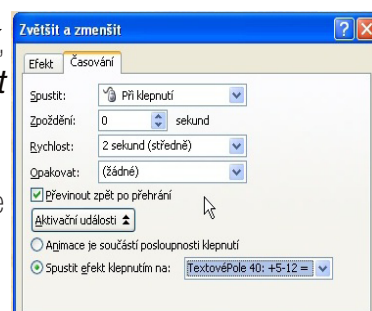 Zvětšit a zmenšit
Efekt Časování
Spustit: Při klepnutí
Zpoždění: 0 sekund
Rychlost: 2 sekund (středně)
Opakovat: (žádné)
Převinout zpět po přehrání
Aktivační události
Animace je součástí posloupnosti klepnutí
Spustit efekt klepnutím na: TextovéPole 40: +5-12 =